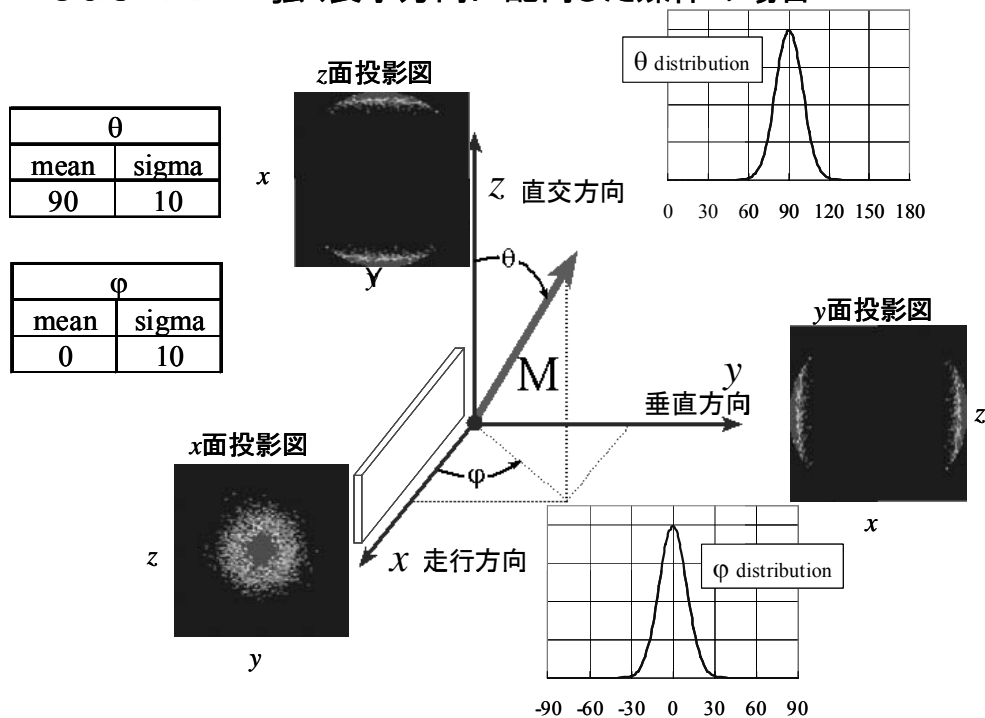 θ distribution
0 30 60 90 120 150 180
z面投影図
x
y
θ
mean sigma
90 10
φ
mean sigma
0 10
z 直交方向
θ
M
y
垂直方向
φ
x 走行方向
y面投影図
z
x
x面投影図
z
y
φ distribution
-90 -60 -30 0 30 60 90